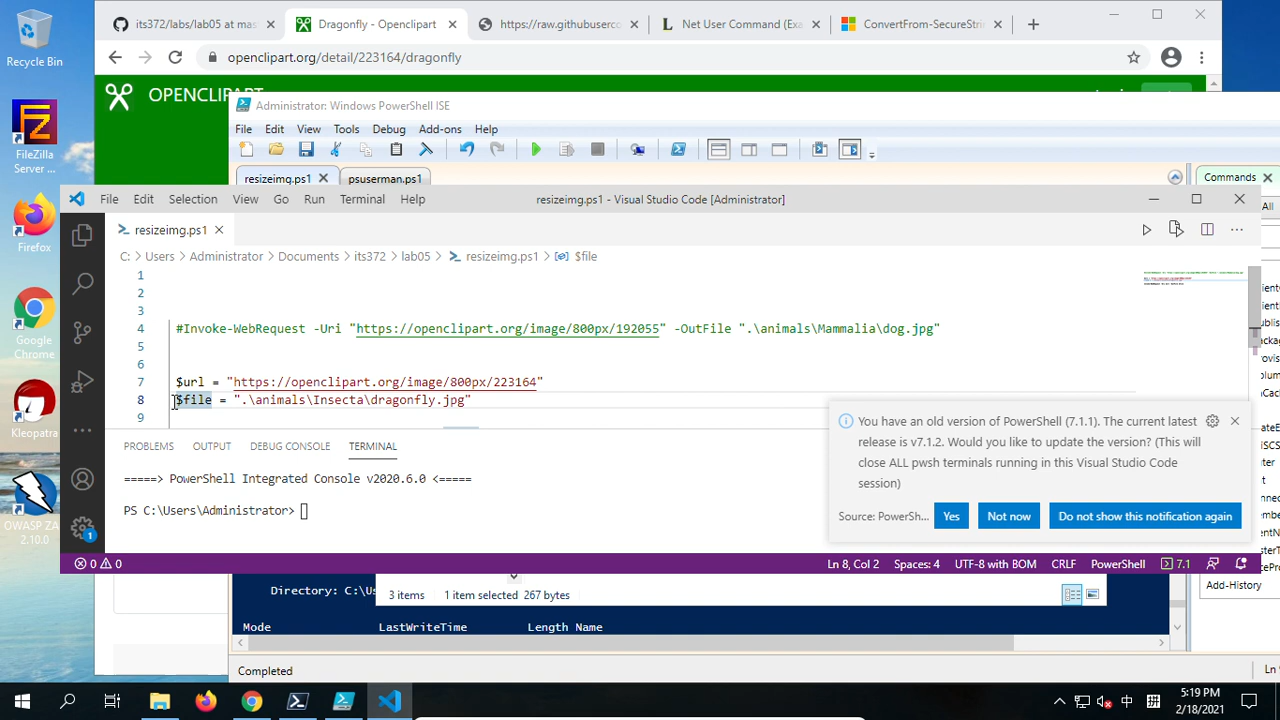 Recycle Bin
FileZilla
Server ...
Firefox
Google
Chrome
Kleopatra
OWASP ZA...
2.10.0
its372/labs/lab05 at mas
Dragonfly - Openclipart
https://raw.githubuserco
Net User Command (Exa
ConvertFrom-SecureStri
openclipart.org/detail/223164/dragonfly
OPENCLIPART
Administrator: Windows PowerShell ISE
File Edit View Tools Debug Add-ons Help
resizeimg.ps1
psuserman.ps1
Commands
File Edit Selection View Go Run Terminal Help
resizeimg.ps1 - Visual Studio Code [Administrator]
resizeimg.ps1
C: > Users > Administrator > Documents > its372 > lab05 > resizeimg.ps1 > $file
1
2
3
4 #Invoke-WebRequest -Uri "https://openclipart.org/image/800px/192055" -OutFile ".\animals\Mammalia\dog.jpg"
5
6
7 $url = "https://openclipart.org/image/800px/223164"
8 $file = ".\animals\Insecta\dragonfly.jpg"
9
PROBLEMS OUTPUT DEBUG CONSOLE TERMINAL
=====> PowerShell Integrated Console v2020.6.0 <=====
PS C:\Users\Administrator>
You have an old version of PowerShell (7.1.1). The current latest
release is v7.1.2. Would you like to update the version? (This will
close ALL pwsh terminals running in this Visual Studio Code
session)
Source: PowerSh... Yes Not now Do not show this notification again
1
0 0 Ln 8, Col 2 Spaces: 4 UTF-8 with BOM CRLF PowerShell 7.1
Directory: C:\Us
3 items 1 item selected 267 bytes
Add-History
Mode LastWriteTime Length Name
Completed
Ln
中 拼 5:19 PM
2/18/2021